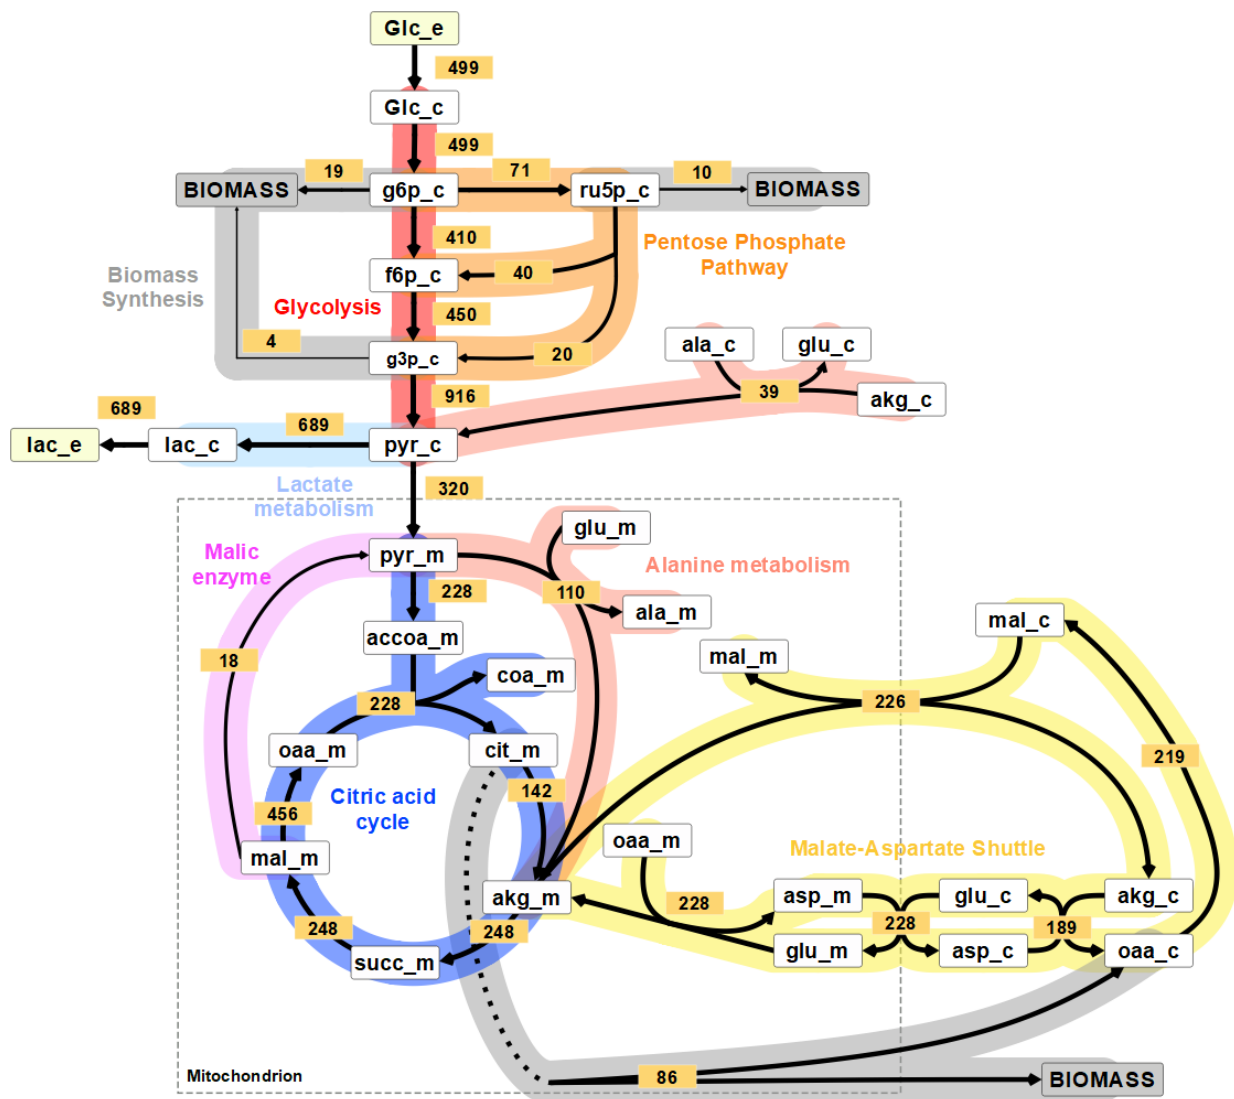 Glc_e
499
Glc_c
499
19
71
10
BIOMASS
g6p_c
ru5p_c
BIOMASS
410
Pentose Phosphate
Pathway
Biomass
Synthesis
f6p_c
40
Glycolysis
450
4
g3p_c
20
ala_c
glu_c
916
39
akg_c
689
689
lac_e
lac_c
pyr_c
Lactate
metabolism
320
glu_m
Malic
enzyme
pyr_m
Alanine metabolism
228
110
ala_m
accoa_m
mal_c
18
mal_m
coa_m
228
226
oaa_m
cit_m
219
142
Citric acid
cycle
456
oaa_m
Malate-Aspartate Shuttle
mal_m
akg_m
228
asp_m
glu_c
akg_c
248
248
228
189
succ_m
glu_m
asp_c
oaa_c
Mitochondrion
86
BIOMASS